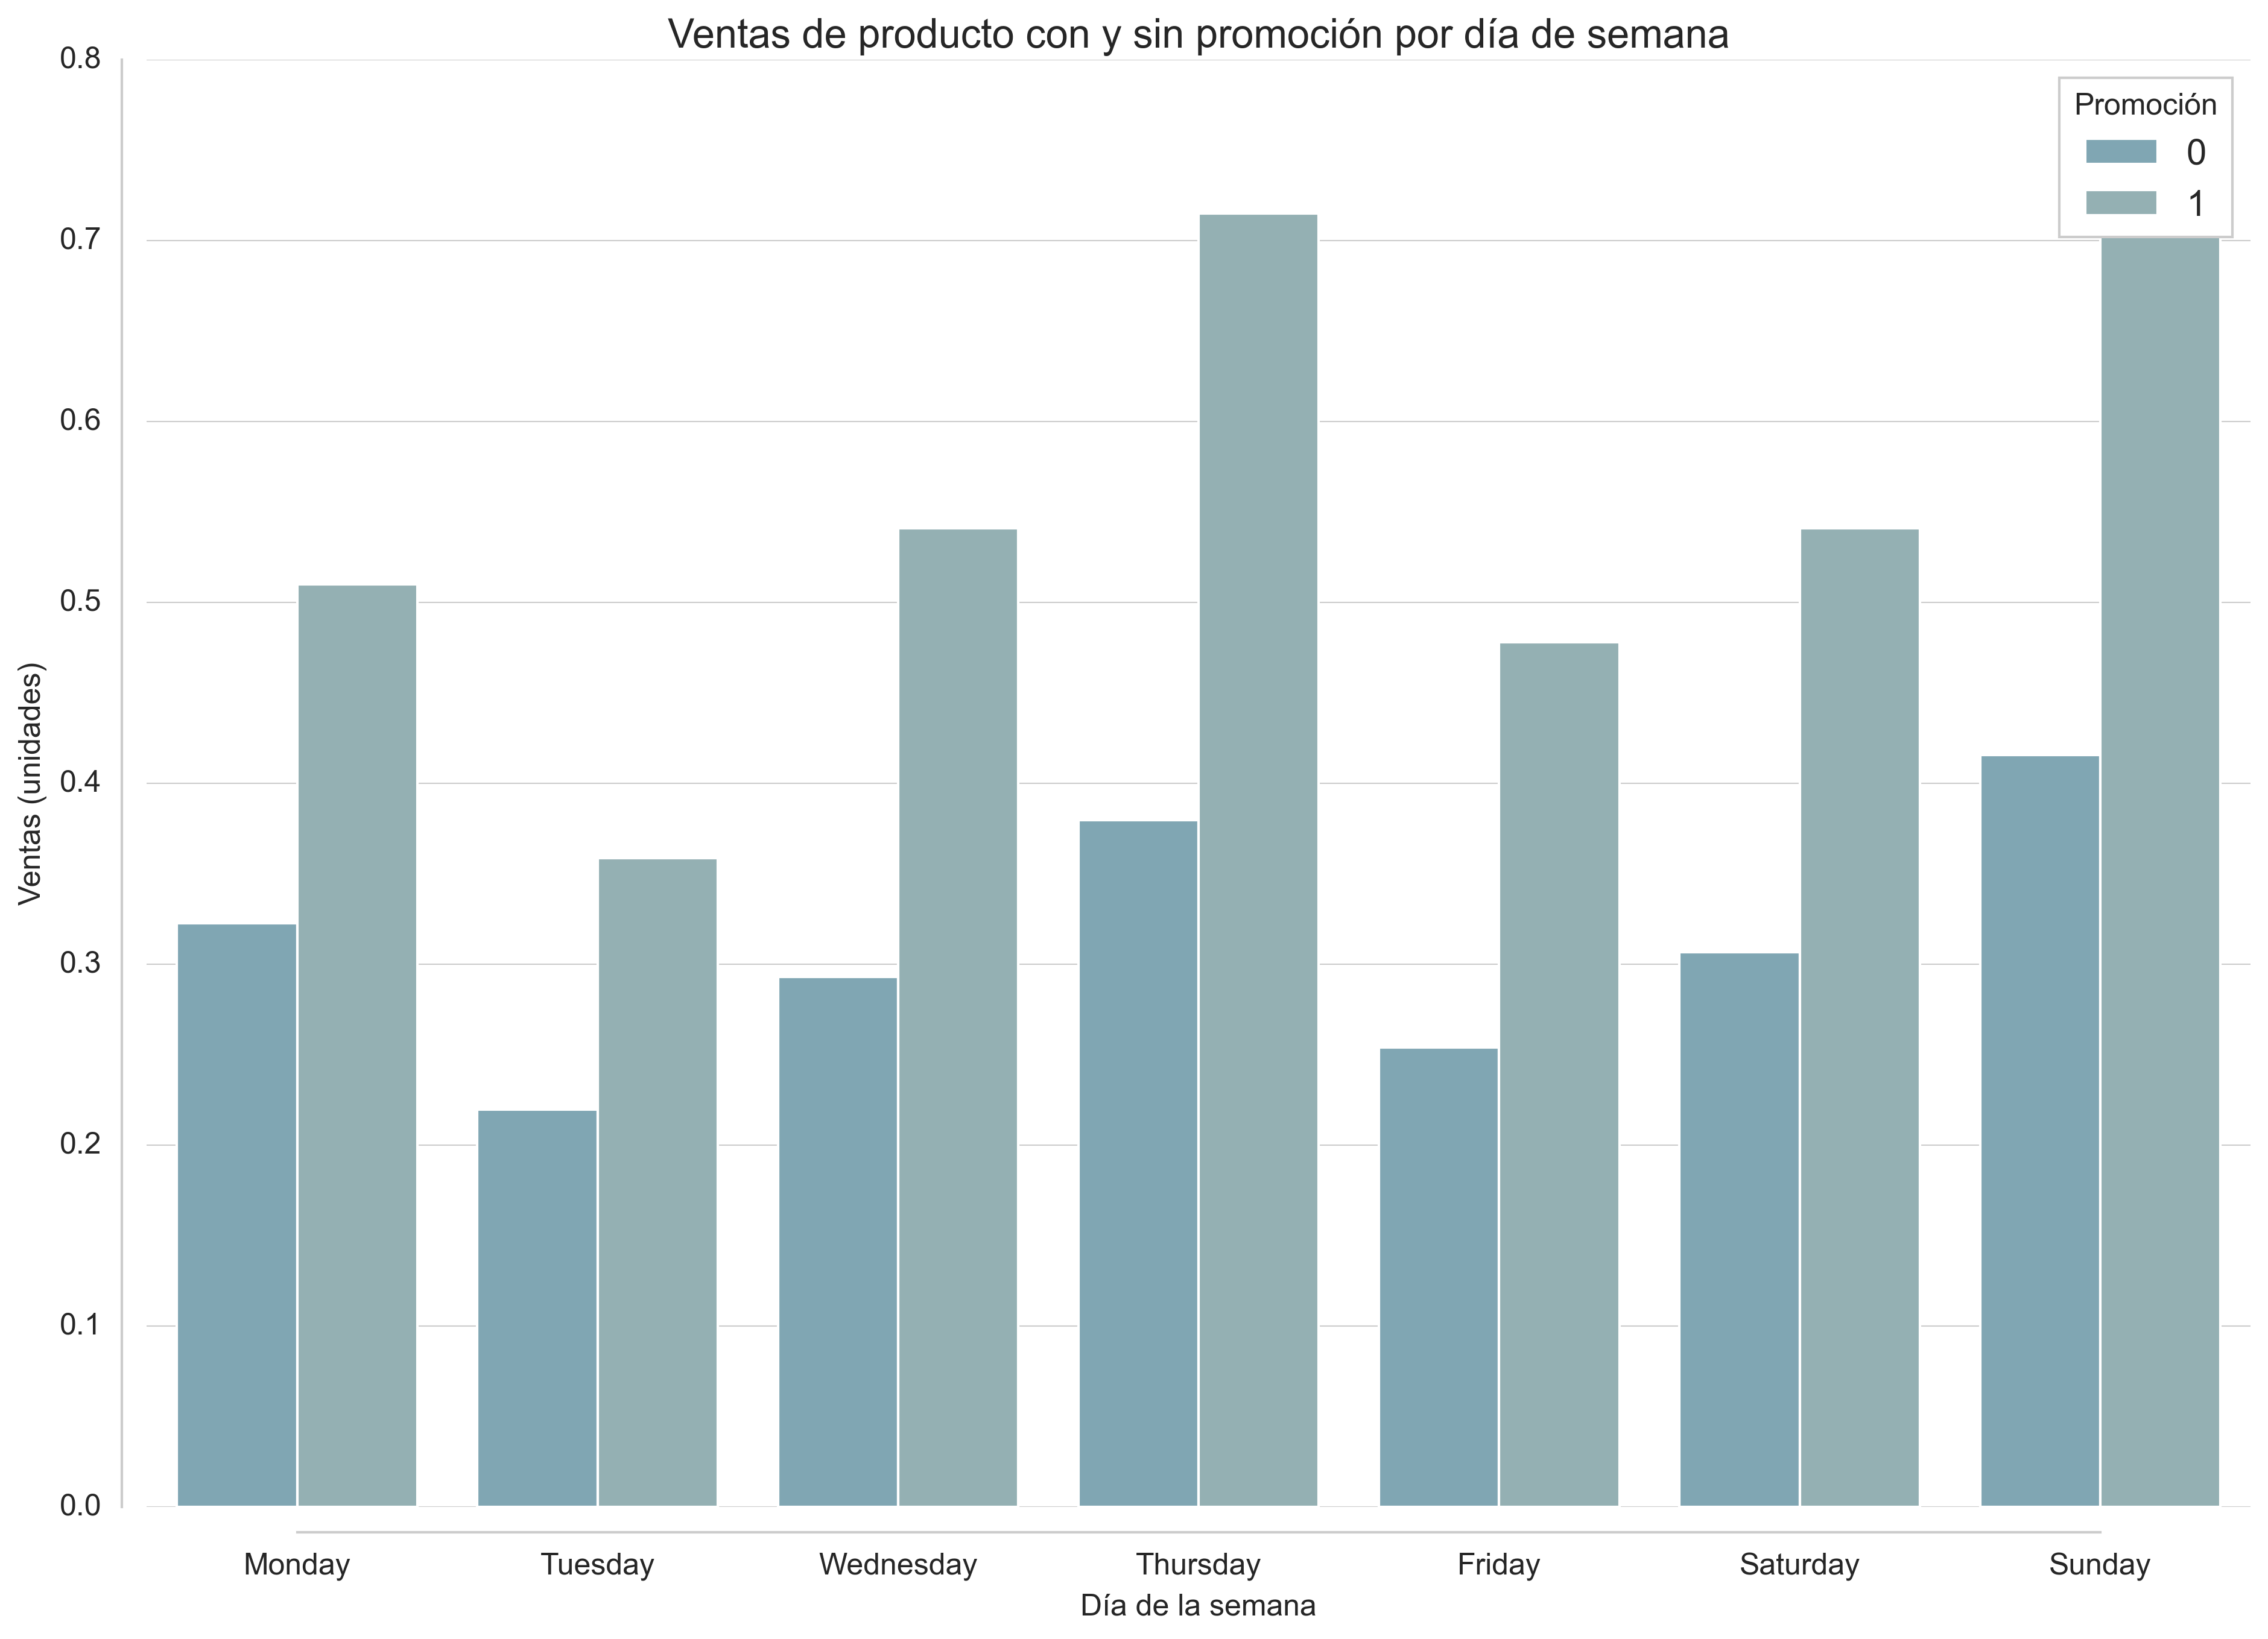 Ventas de producto con y sin promoción por día de semana
Promoción
0
1
0.8
0.7
0.6
0.5
0.4
0.3
0.2
0.1
0.0
Ventas (unidades)
Monday Tuesday Wednesday Thursday Friday Saturday Sunday
Día de la semana